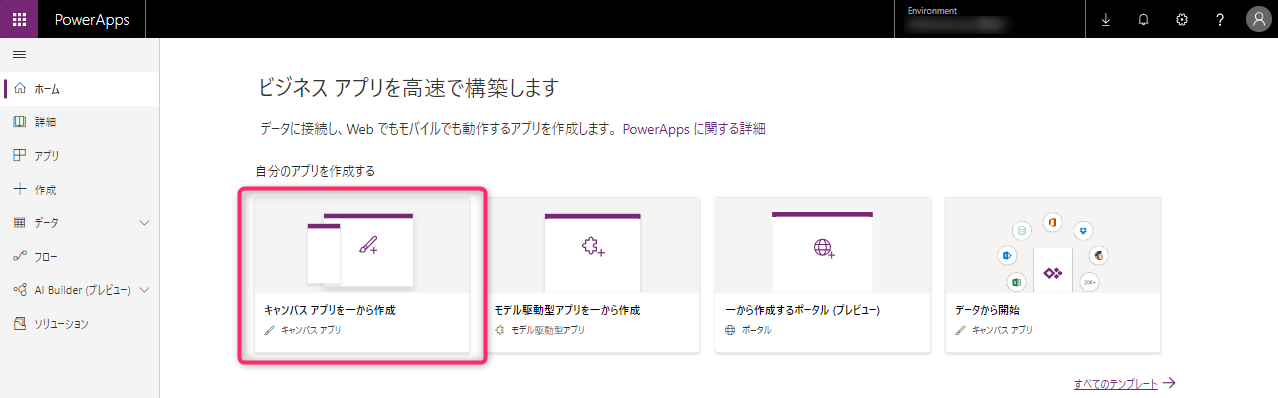 PowerApps
Environment
ホーム
詳細
アプリ
作成
データ
フロー
AI Builder (プレビュー)
ソリューション
ビジネス アプリを高速で構築します
データに接続し、Web でもモバイルでも動作するアプリを作成します。 PowerApps に関する詳細
自分のアプリを作成する
キャンバス アプリを一から作成
キャンバス アプリ
モデル駆動型アプリを一から作成
モデル駆動型アプリ
一から作成するポータル (プレビュー)
ポータル
200+
データから開始
キャンバス アプリ
すべてのテンプレート